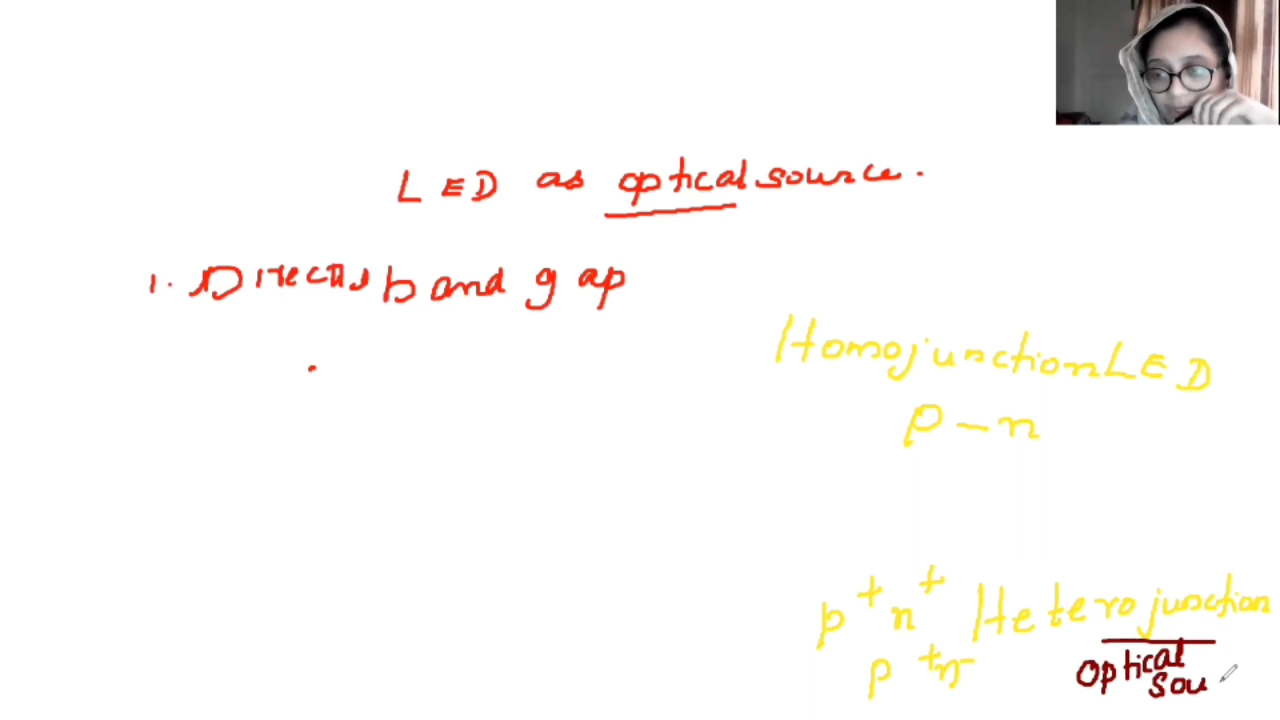 LED as optical source.
1. Direct band gap
Homojunction LED
p - n
p+ n+ Heterojunction
p +n-
optical
sou